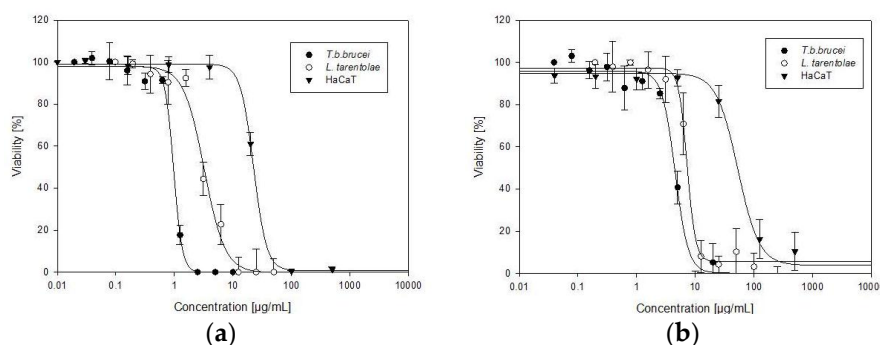 120
100
80
60
40
20
0
Viability [%]
T.b.brucei
L. tarentolae
HaCaT
0.01 0.1 1 10 100 1000 10000
Concentration [µg/mL]
(a)
120
100
80
60
40
20
0
Viability [%]
T.b.brucei
L. tarentolae
HaCaT
0.01 0.1 1 10 100 1000 10000
Concentration [µg/mL]
(b)